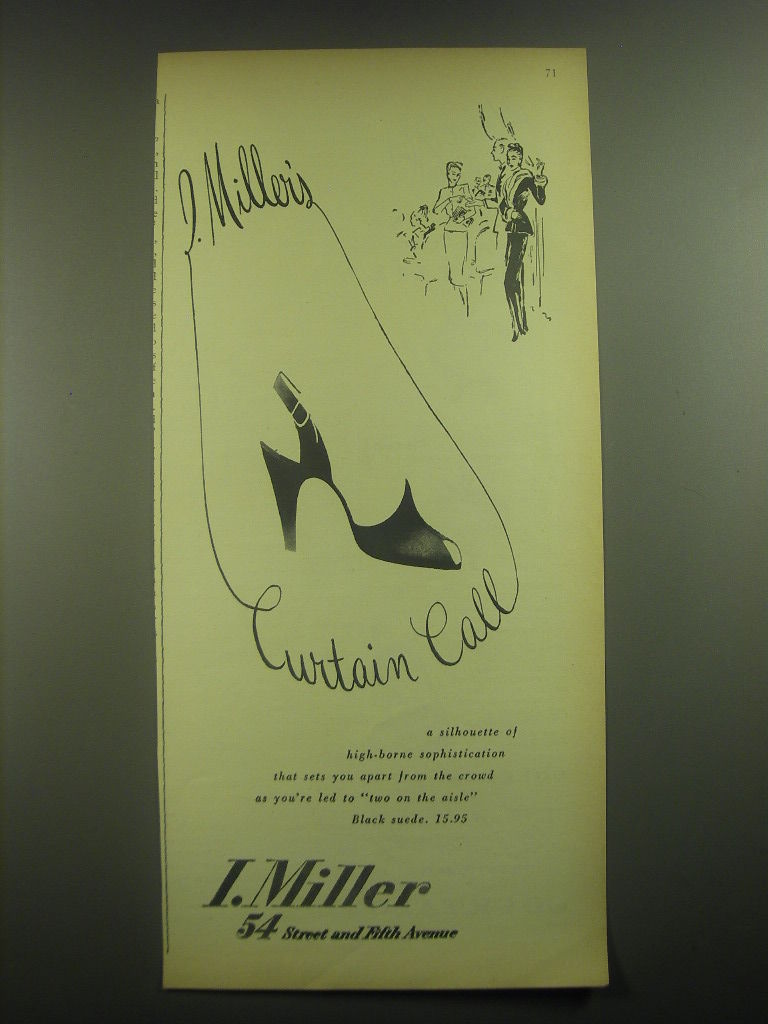 71
I. Miller's
Curtain Call
a silhouette of
high-borne sophistication
that sets you apart from the crowd
as you're led to "two on the aisle"
Black suede. 15.95
I. Miller
54 Street and Fifth Avenue